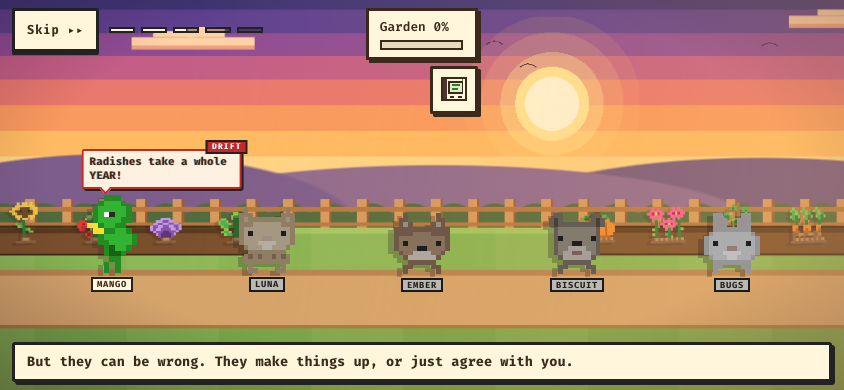 Skip ▸▸
Garden 0%
DRIFT
Radishes take a whole
YEAR!
MANGO
LUNA
EMBER
BISCUIT
BUGS
But they can be wrong. They make things up, or just agree with you.